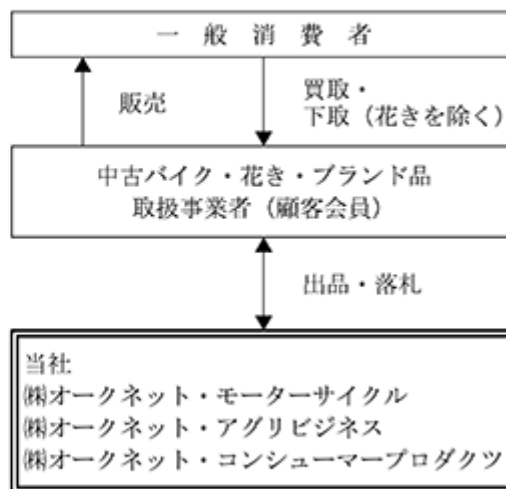 一般消費者
販売
買取・
下取（花きを除く）
中古バイク・花き・ブランド品
取扱事業者（顧客会員）
出品・落札
当社
㈱オークネット・モーターサイクル
㈱オークネット・アグリビジネス
㈱オークネット・コンシューマープロダクツ